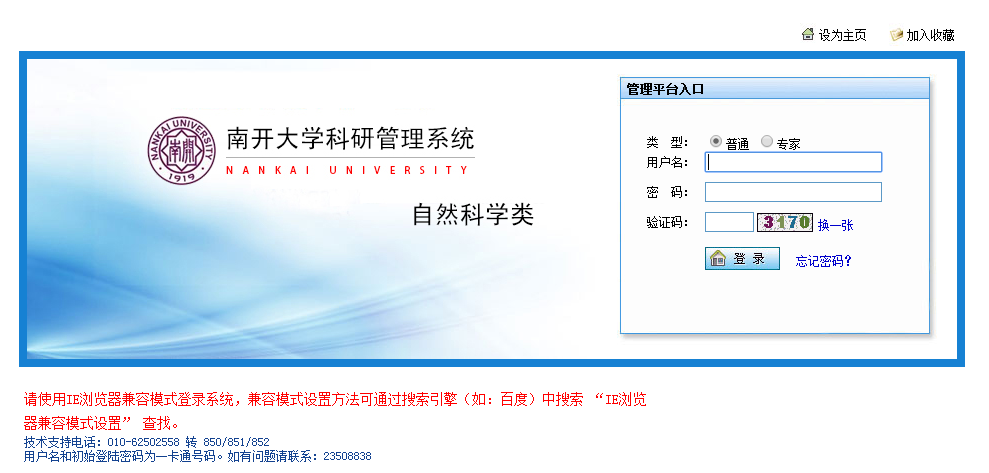 设为主页 加入收藏
管理平台入口
南开大学科研管理系统
NANKAI UNIVERSITY
NANKAI UNIVERSITY
南開
1919
自然科学类
类 型: 普通 专家
用户名:
密 码:
验证码: 3170 换一张
登 录 忘记密码?
请使用IE浏览器兼容模式登录系统，兼容模式设置方法可通过搜索引擎（如：百度）中搜索 “IE浏览
器兼容模式设置” 查找。
技术支持电话：010-62502558 转 850/851/852
用户名和初始登陆密码为一卡通号码。如有问题请联系：23508838